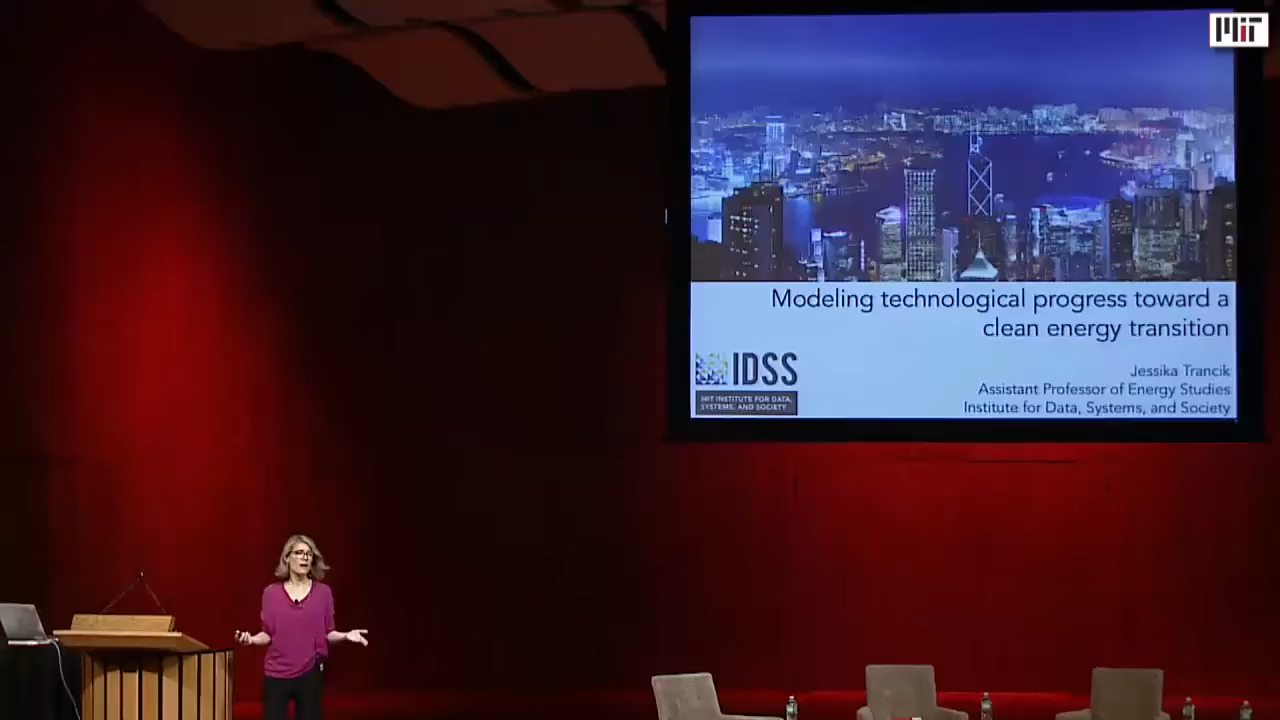 MIT
Modeling technological progress toward a
clean energy transition
IDSS
MIT INSTITUTE FOR DATA,
SYSTEMS, AND SOCIETY
Jessika Trancik
Assistant Professor of Energy Studies
Institute for Data, Systems, and Society